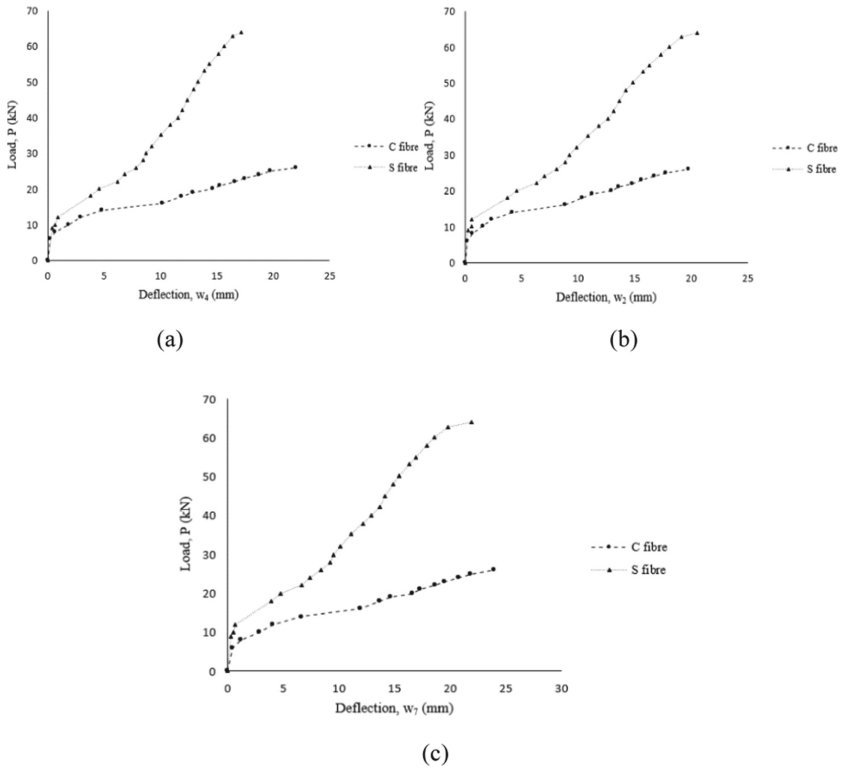 70
60
50
40
30
20
10
0
Load, P (kN)
0 5 10 15 20 25
Deflection, w4 (mm)
C fibre
S fibre
(a)
70
60
50
40
30
20
10
0
Load, P (kN)
0 5 10 15 20 25
Deflection, w2 (mm)
C fibre
S fibre
(b)
70
60
50
40
30
20
10
0
Load, P (kN)
0 5 10 15 20 25 30
Deflection, w7 (mm)
C fibre
S fibre
(c)